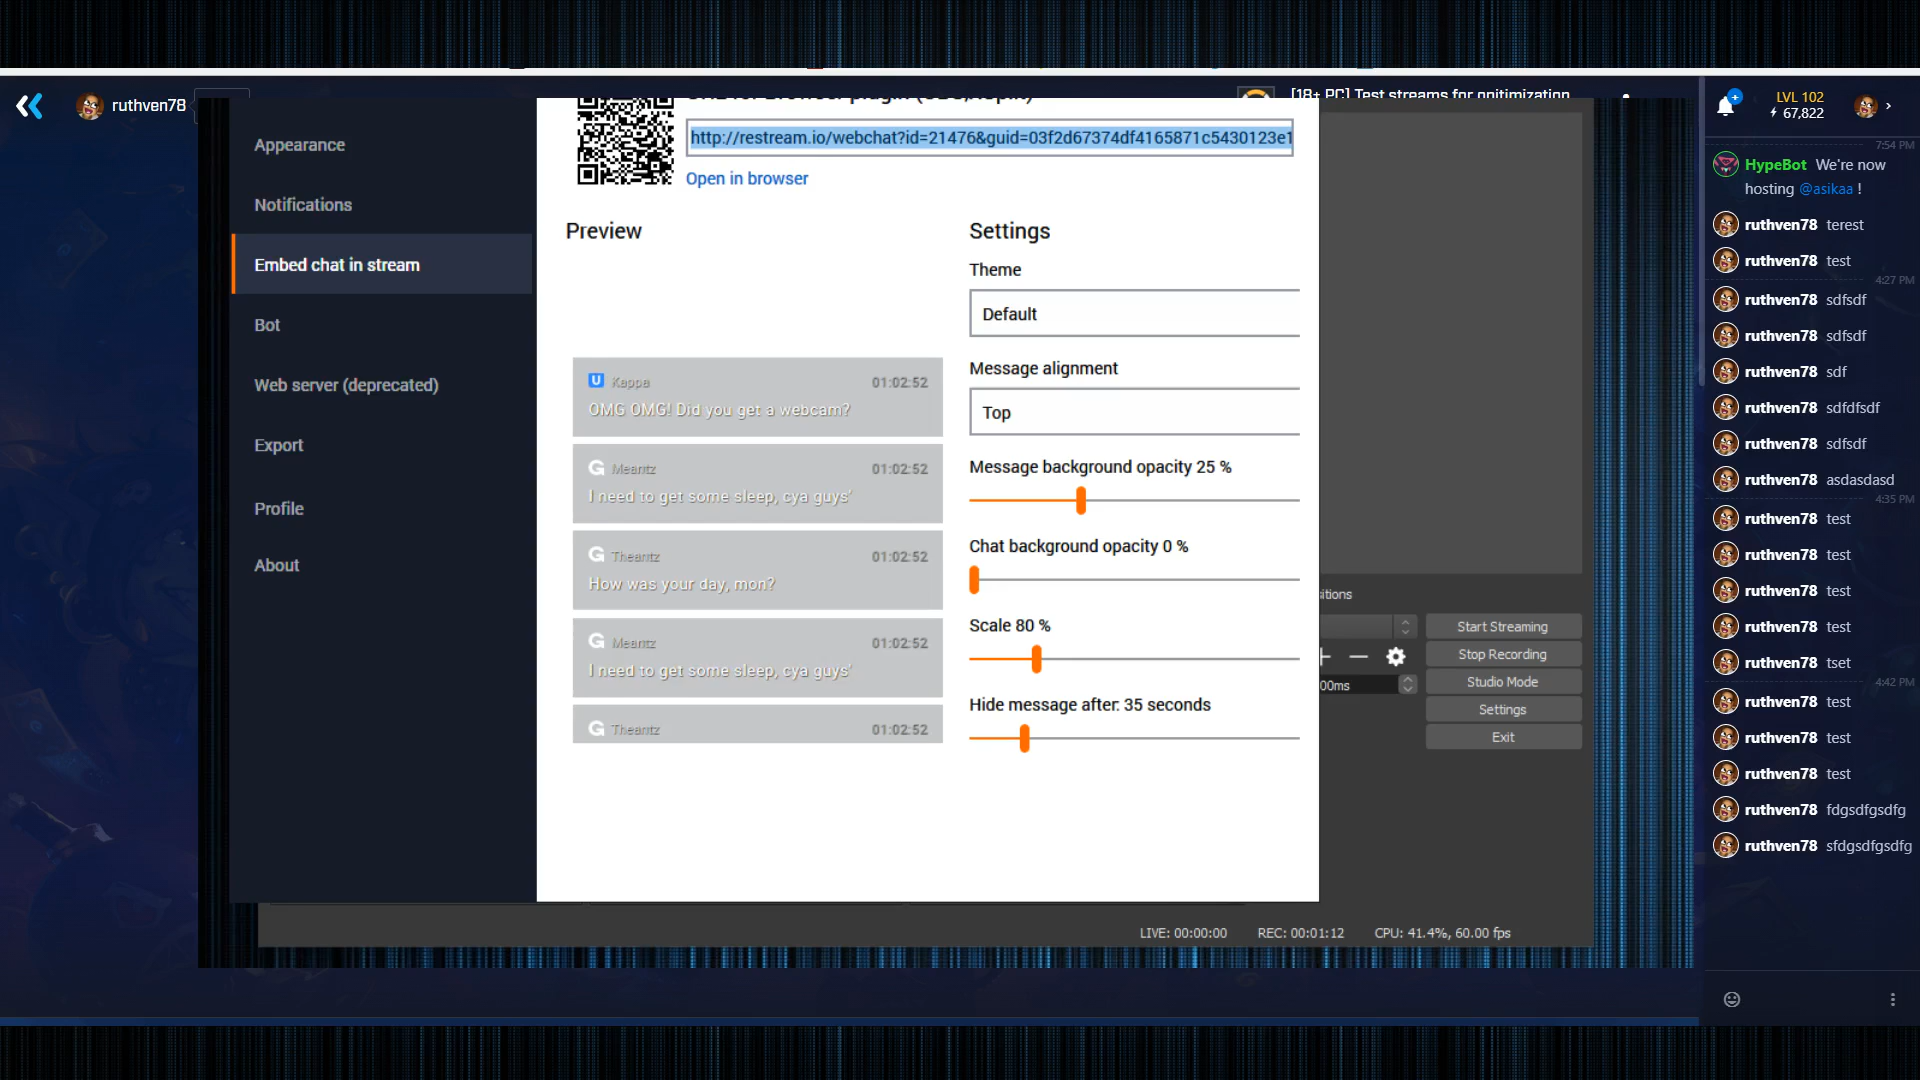 ruthven78
[18+ PC] Test streams for opitimization
Appearance
Notifications
Embed chat in stream
Bot
Web server (deprecated)
Export
Profile
About
http://restream.io/webchat?id=21476&guid=03f2d67374df4165871c5430123e1
Open in browser
Preview
U Kappa 01:02:52
OMG OMG! Did you get a webcam?
G Meantz 01:02:52
I need to get some sleep, cya guys'
G Theantz 01:02:52
How was your day, mon?
G Meantz 01:02:52
I need to get some sleep, cya guys'
G Theantz 01:02:52
Settings
Theme
Default
Message alignment
Top
Message background opacity 25 %
Chat background opacity 0 %
Scale 80 %
Hide message after: 35 seconds
sitions
00ms
Start Streaming
Stop Recording
Studio Mode
Settings
Exit
LIVE: 00:00:00 REC: 00:01:12 CPU: 41.4%, 60.00 fps
LVL 102
67,822
7:54 PM
HypeBot We're now
hosting @asikaa !
ruthven78 terest
ruthven78 test
4:27 PM
ruthven78 sdfsdf
ruthven78 sdfsdf
ruthven78 sdf
ruthven78 sdfdfsdf
ruthven78 sdfsdf
ruthven78 asdasdasd
4:35 PM
ruthven78 test
ruthven78 test
ruthven78 test
ruthven78 test
ruthven78 tset
4:42 PM
ruthven78 test
ruthven78 test
ruthven78 test
ruthven78 fdgsdfgsdfg
ruthven78 sfdgsdfgsdfg